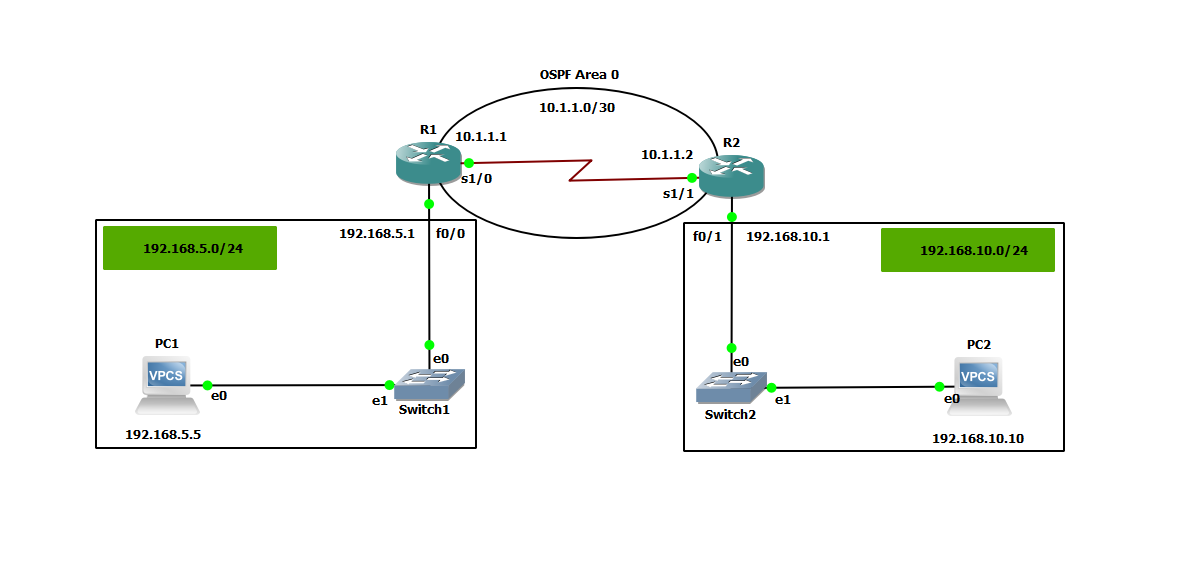 OSPF Area 0
10.1.1.0/30
R1
10.1.1.1
R2
10.1.1.2
s1/0
s1/1
192.168.5.1
f0/0
192.168.5.0/24
f0/1
192.168.10.1
192.168.10.0/24
PC1
VPCS
e0
e1
e0
Switch1
192.168.5.5
e0
Switch2
e1
PC2
VPCS
e0
192.168.10.10